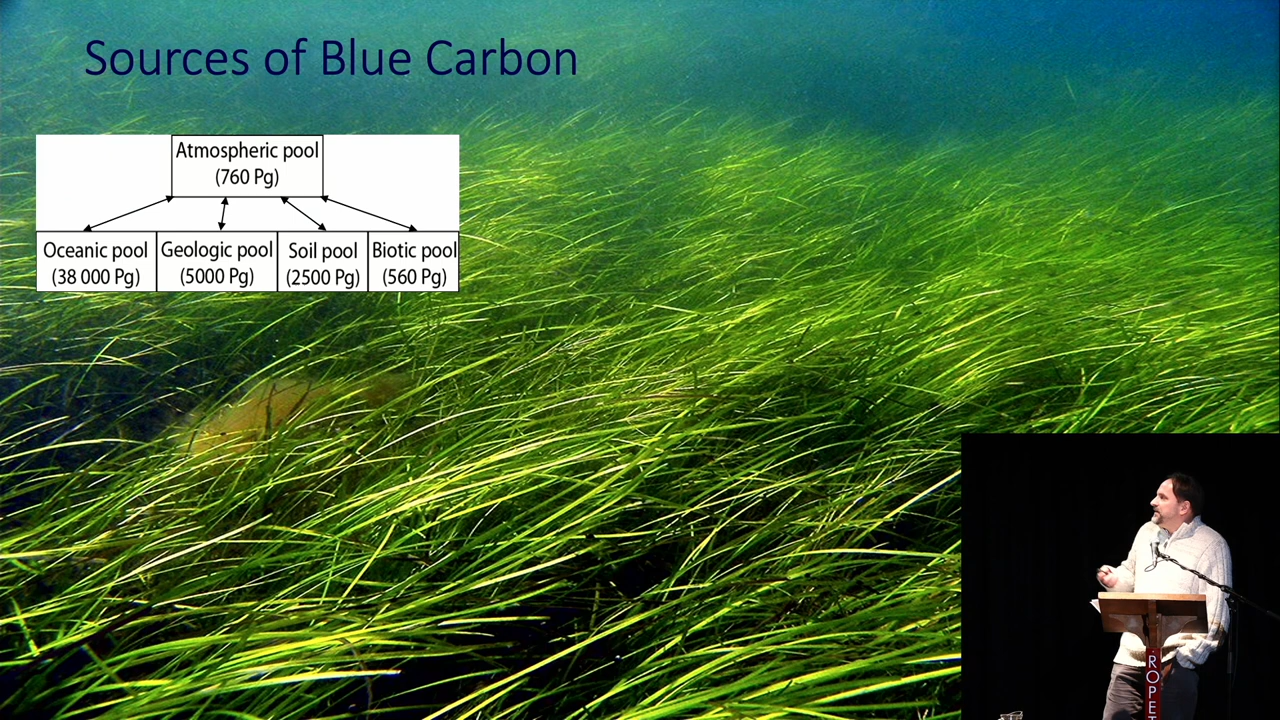 Sources of Blue Carbon
Atmospheric pool
(760 Pg)
Oceanic pool
(38 000 Pg)
Geologic pool
(5000 Pg)
Soil pool
(2500 Pg)
Biotic pool
(560 Pg)
ROPE